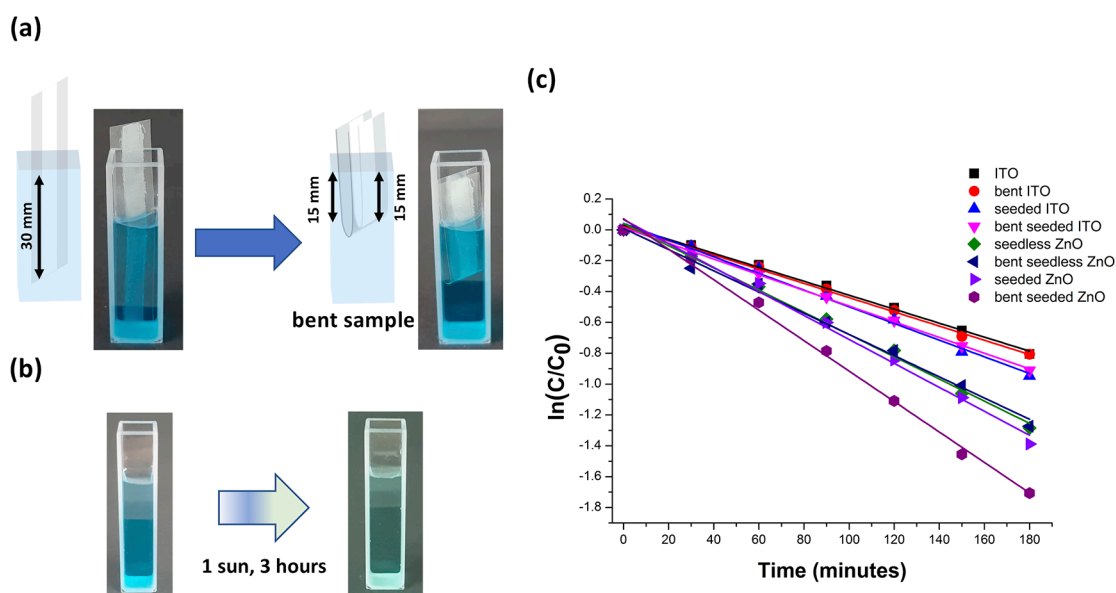 (a)
30 mm
15 mm
15 mm
bent sample
(b)
1 sun, 3 hours
(c)
ITO
bent ITO
seeded ITO
bent seeded ITO
seedless ZnO
bent seedless ZnO
seeded ZnO
bent seeded ZnO
ln(C/C0)
0.2
0.0
-0.2
-0.4
-0.6
-0.8
-1.0
-1.2
-1.4
-1.6
-1.8
0 20 40 60 80 100 120 140 160 180
Time (minutes)